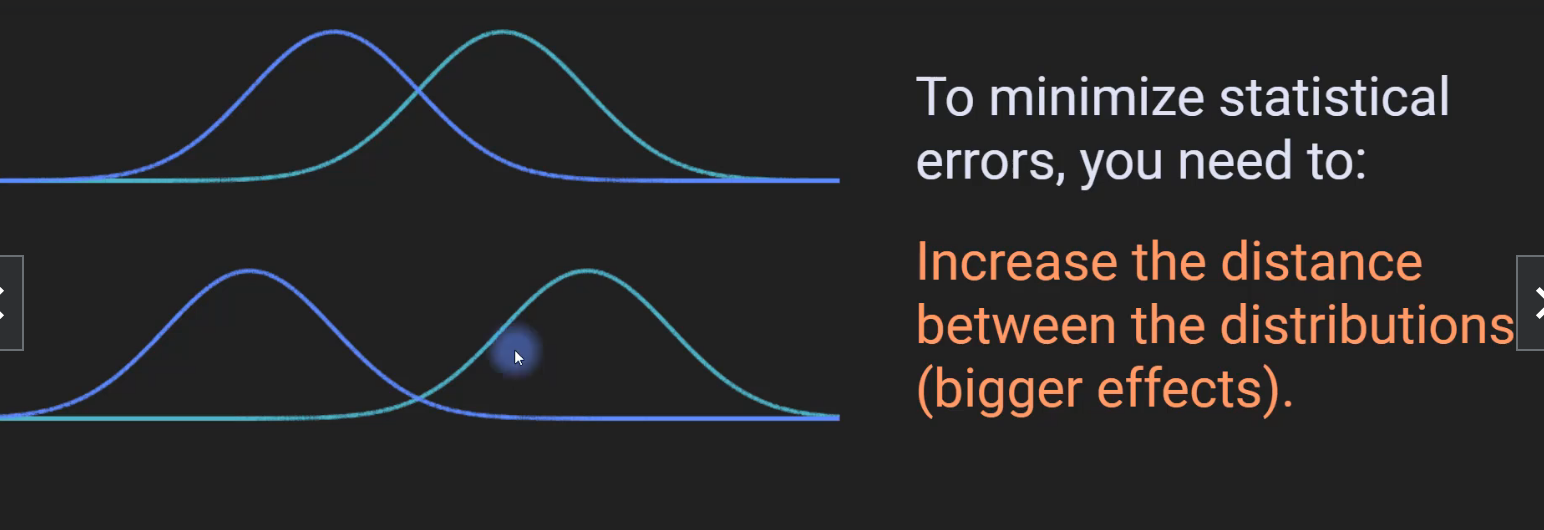 To minimize statistical
errors, you need to:
Increase the distance
between the distributions
(bigger effects).